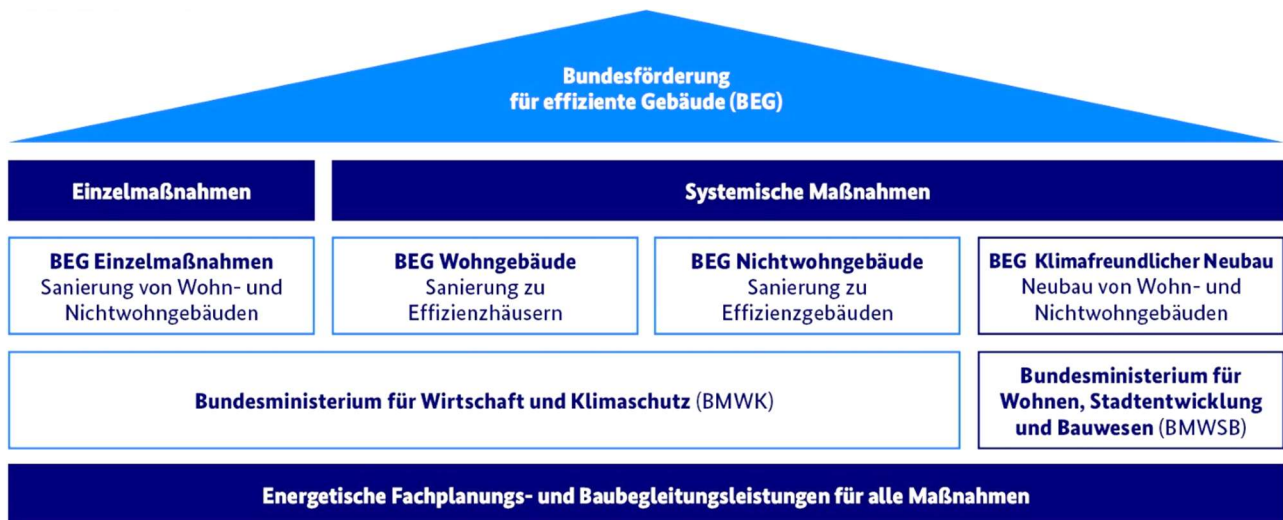 Bundesförderung
für effiziente Gebäude (BEG)
Einzelmaßnahmen
Systemische Maßnahmen
BEG Einzelmaßnahmen
Sanierung von Wohn- und
Nichtwohngebäuden
BEG Wohngebäude
Sanierung zu
Effizienzhäusern
BEG Nichtwohngebäude
Sanierung zu
Effizienzgebäuden
BEG Klimafreundlicher Neubau
Neubau von Wohn- und
Nichtwohngebäuden
Bundesministerium für Wirtschaft und Klimaschutz (BMWK)
Bundesministerium für
Wohnen, Stadtentwicklung
und Bauwesen (BMWSB)
Energetische Fachplanungs- und Baubegleitungsleistungen für alle Maßnahmen